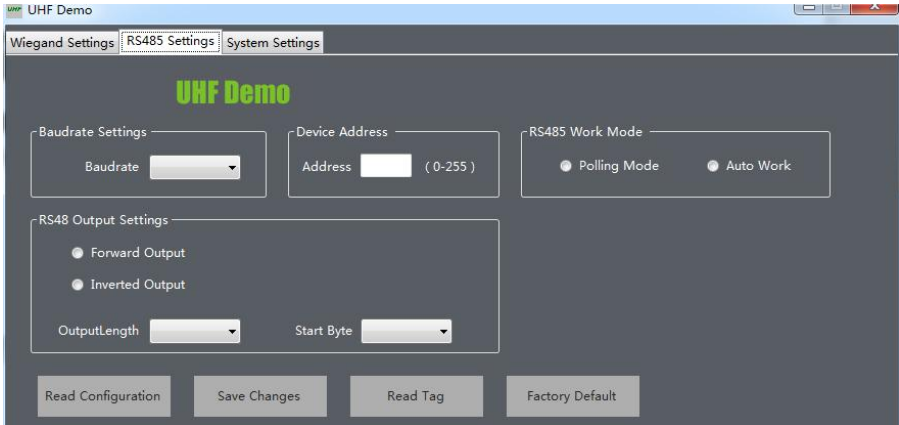 UHF UHF Demo
Wiegand Settings RS485 Settings System Settings
UHF Demo
Baudrate Settings Device Address RS485 Work Mode
Baudrate Address ( 0-255 ) Polling Mode Auto Work
RS48 Output Settings
Forward Output
Inverted Output
OutputLength Start Byte
Read Configuration Save Changes Read Tag Factory Default